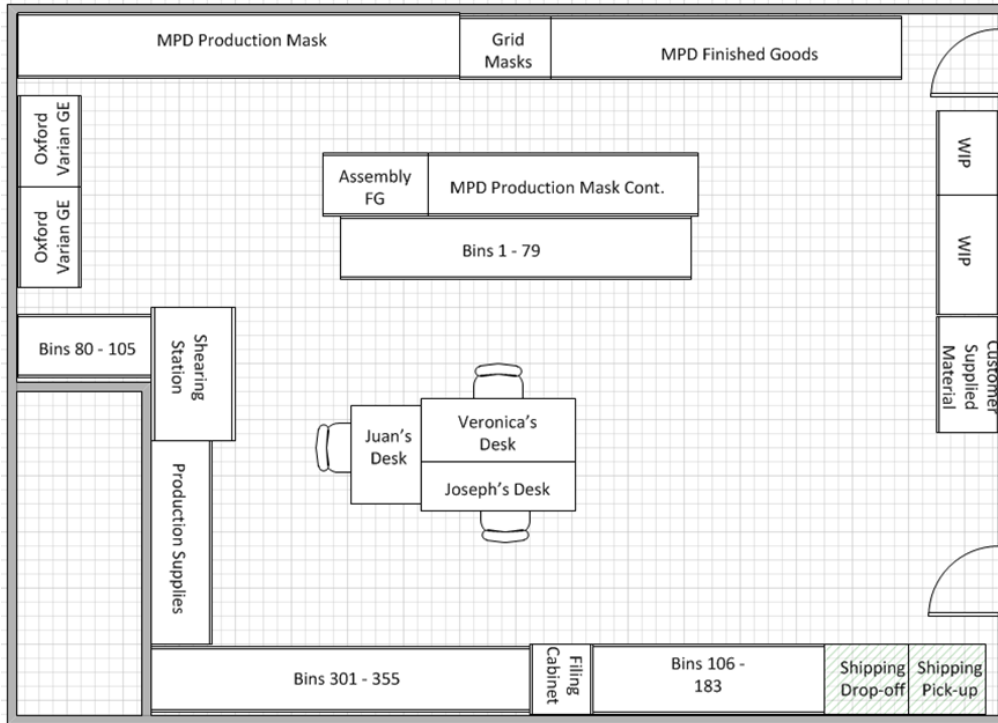 MPD Production Mask
Grid
Masks
MPD Finished Goods
Oxford
Varian GE
Oxford
Varian GE
Assembly
FG
MPD Production Mask Cont.
Bins 1 - 79
WIP
WIP
Customer
Supplied
Material
Bins 80 - 105
Shearing
Station
Juan's
Desk
Veronica's
Desk
Joseph's Desk
Production Supplies
Bins 301 - 355
Filing
Cabinet
Bins 106 -
183
Shipping
Drop-off
Shipping
Pick-up